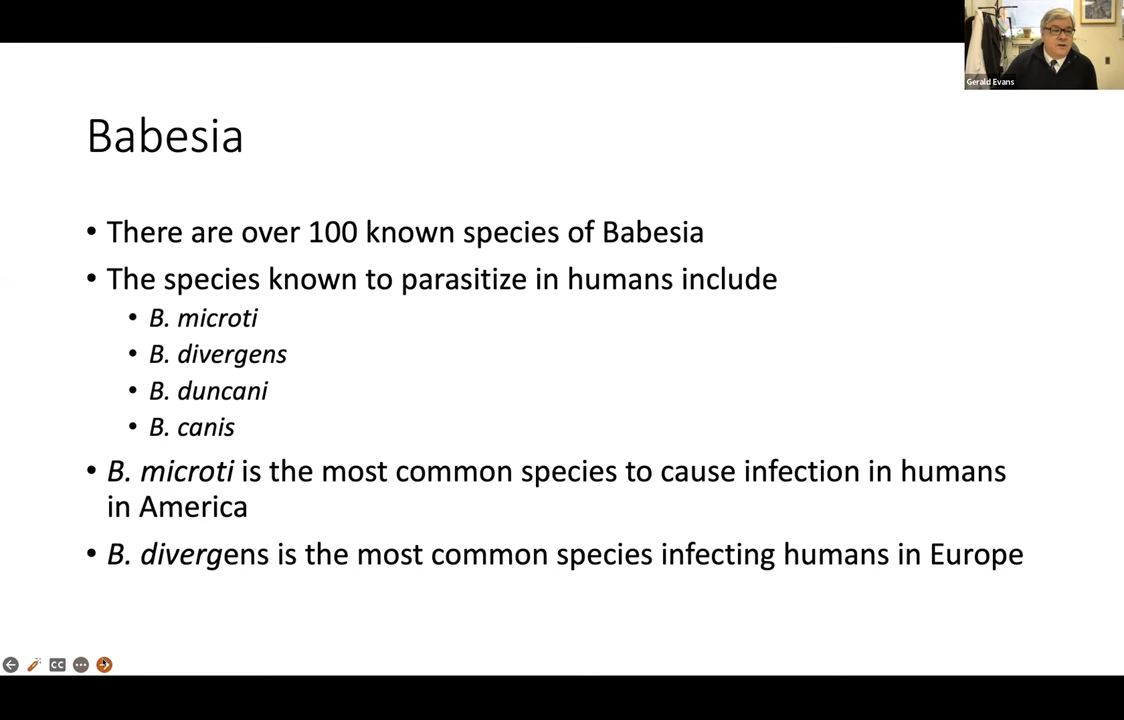 Gerald Evans
Babesia
• There are over 100 known species of Babesia
• The species known to parasitize in humans include
• B. microti
• B. divergens
• B. duncani
• B. canis
• B. microti is the most common species to cause infection in humans
in America
• B. divergens is the most common species infecting humans in Europe
CC